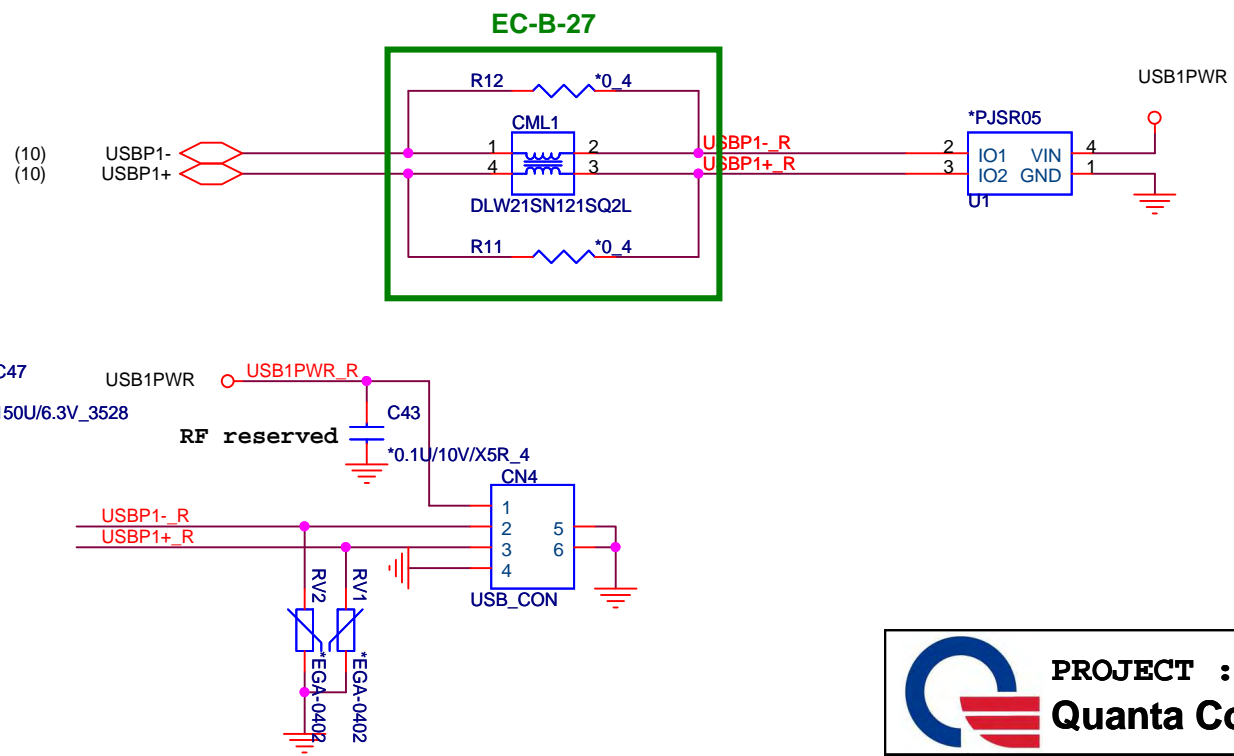 EC-B-27
R12 *0_4
USB1PWR
CML1
*PJSR05
(10) USBP1- 1 2 USBP1-_R 2 IO1 VIN 4
(10) USBP1+ 4 3 USBP1+_R 3 IO2 GND 1
DLW21SN121SQ2L
U1
R11 *0_4
C47
USB1PWR USB1PWR_R
150U/6.3V_3528
C43
RF reserved
*0.1U/10V/X5R_4
CN4
1
USBP1-_R 2 5
USBP1+_R 3 6
4
USB_CON
RV2
RV1
*EGA-0402
*EGA-0402
PROJECT :
Quanta Co